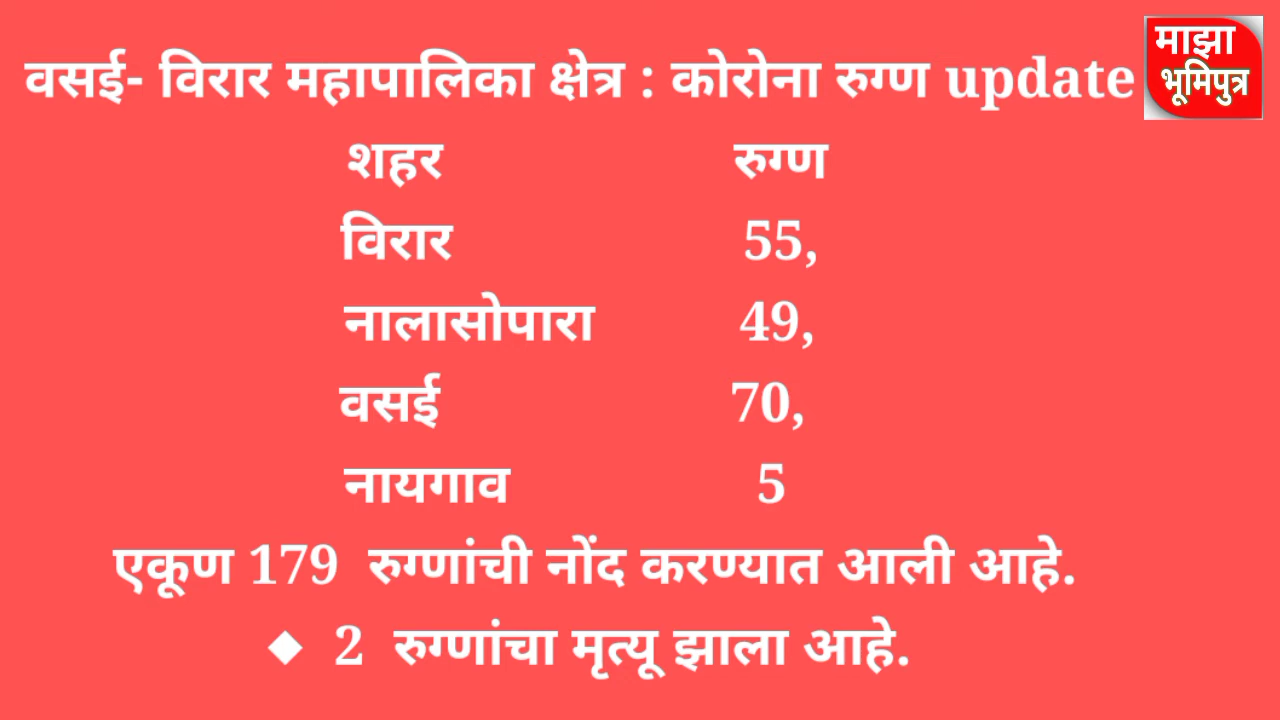 वसई- विरार महापालिका क्षेत्र : कोरोना रुग्ण update
माझा
भूमिपुत्र
शहर रुग्ण
विरार 55,
नालासोपारा 49,
वसई 70,
नायगाव 5
एकूण 179 रुग्णांची नोंद करण्यात आली आहे.
◆ 2 रुग्णांचा मृत्यू झाला आहे.